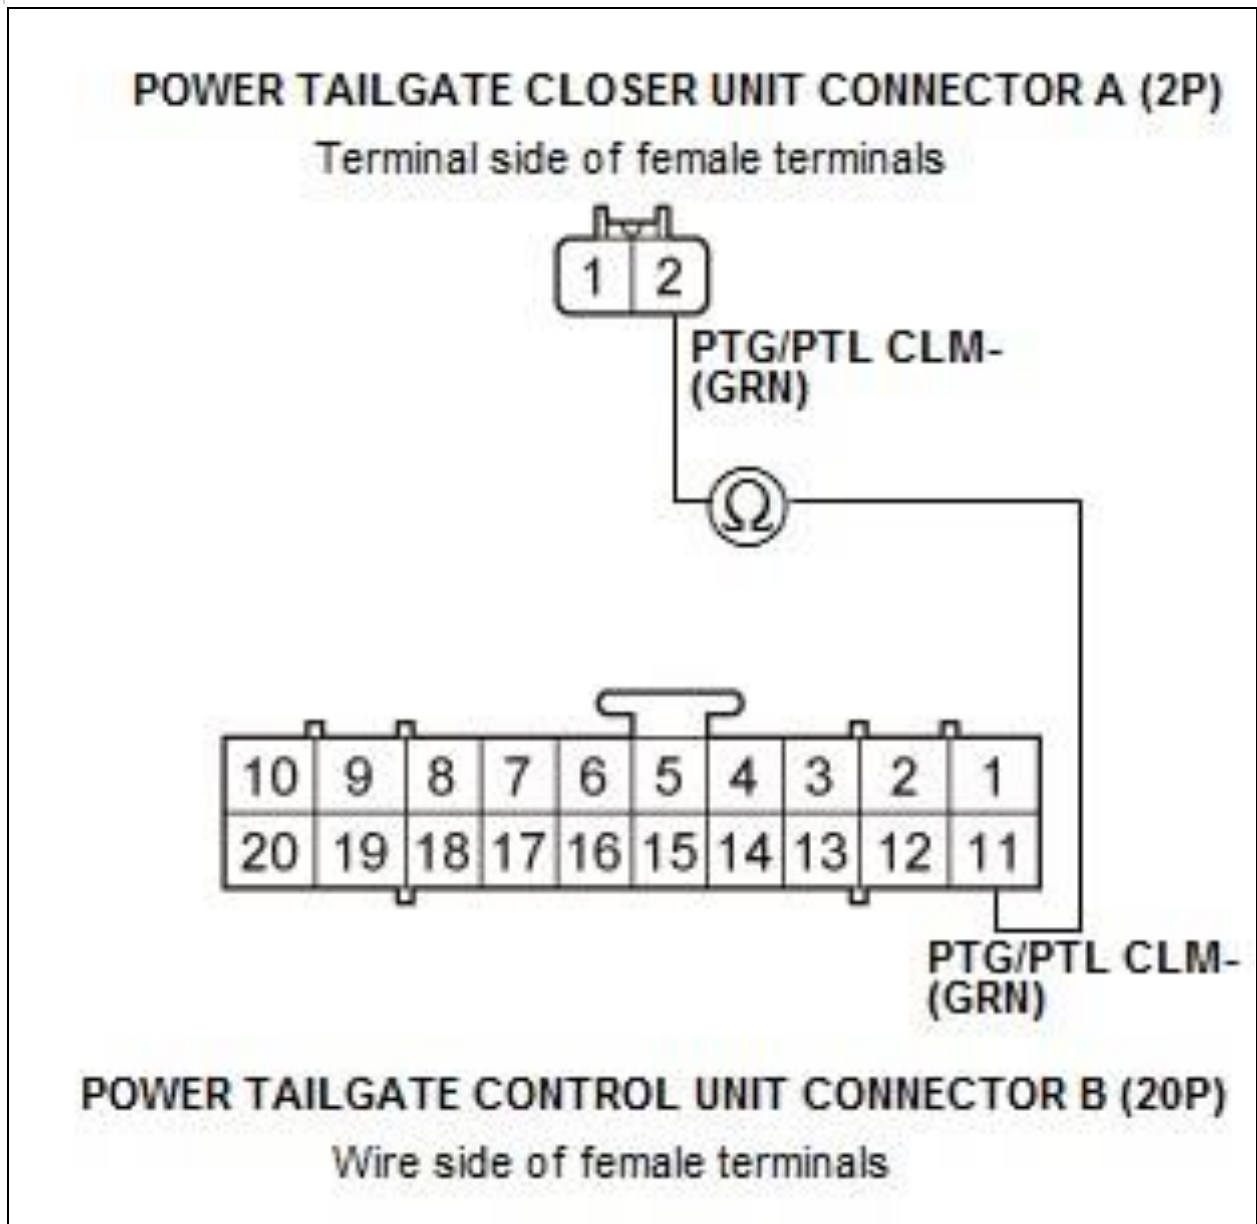 POWER TAILGATE CLOSER UNIT CONNECTOR A (2P)
Terminal side of female terminals
1 2
PTG/PTL CLM-
(GRN)
Ω
10 9 8 7 6 5 4 3 2 1
20 19 18 17 16 15 14 13 12 11
PTG/PTL CLM-
(GRN)
POWER TAILGATE CONTROL UNIT CONNECTOR B (20P)
Wire side of female terminals